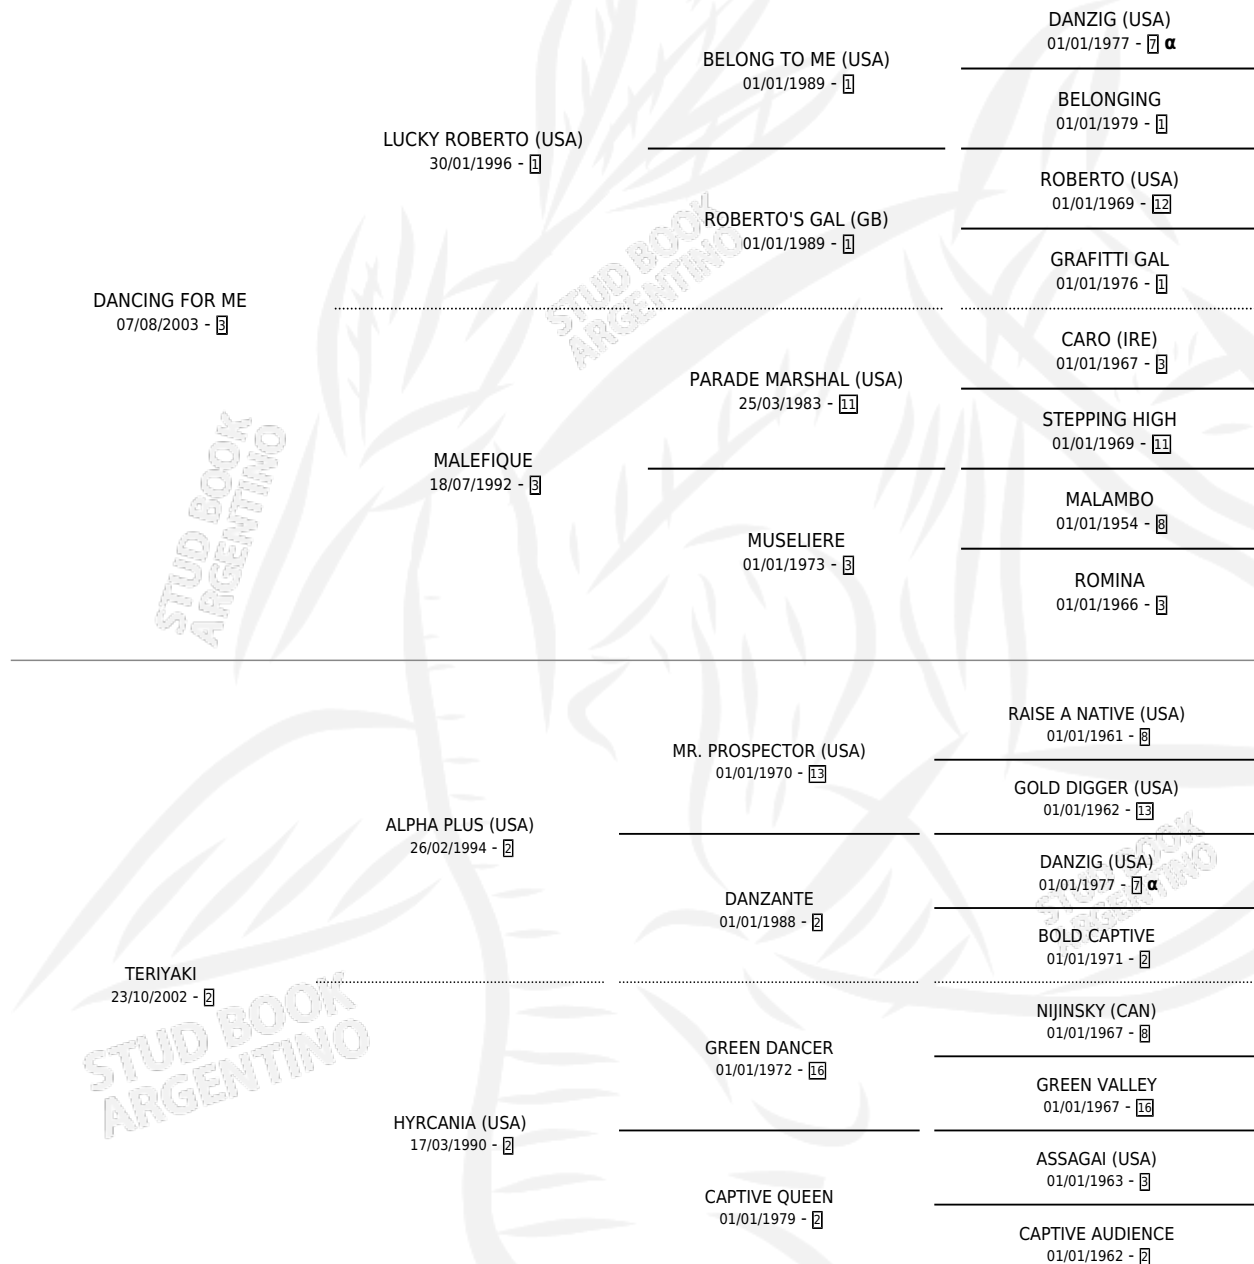 DANZIG (USA)
01/01/1977 - 7 α
BELONG TO ME (USA)
01/01/1989 - 1
BELONGING
01/01/1979 - 1
LUCKY ROBERTO (USA)
30/01/1996 - 1
ROBERTO (USA)
01/01/1969 - 12
ROBERTO'S GAL (GB)
01/01/1989 - 1
GRAFITTI GAL
01/01/1976 - 1
DANCING FOR ME
07/08/2003 - 3
STUD BOOK
ARGENTINO
CARO (IRE)
01/01/1967 - 3
PARADE MARSHAL (USA)
25/03/1983 - 11
STEPPING HIGH
01/01/1969 - 11
MALEFIQUE
18/07/1992 - 3
MALAMBO
01/01/1954 - 8
MUSELIERE
01/01/1973 - 3
ROMINA
01/01/1966 - 3
STUD BOOK
ARGENTINO
RAISE A NATIVE (USA)
01/01/1961 - 8
MR. PROSPECTOR (USA)
01/01/1970 - 13
GOLD DIGGER (USA)
01/01/1962 - 13
ALPHA PLUS (USA)
26/02/1994 - 2
DANZIG (USA)
01/01/1977 - 7 α
DANZANTE
01/01/1988 - 2
BOLD CAPTIVE
01/01/1971 - 2
STUD BOOK
ARGENTINO
TERIYAKI
23/10/2002 - 2
NIJINSKY (CAN)
01/01/1967 - 8
GREEN DANCER
01/01/1972 - 16
GREEN VALLEY
01/01/1967 - 16
STUD BOOK
ARGENTINO
HYRCANIA (USA)
17/03/1990 - 2
ASSAGAI (USA)
01/01/1963 - 3
CAPTIVE QUEEN
01/01/1979 - 2
CAPTIVE AUDIENCE
01/01/1962 - 2